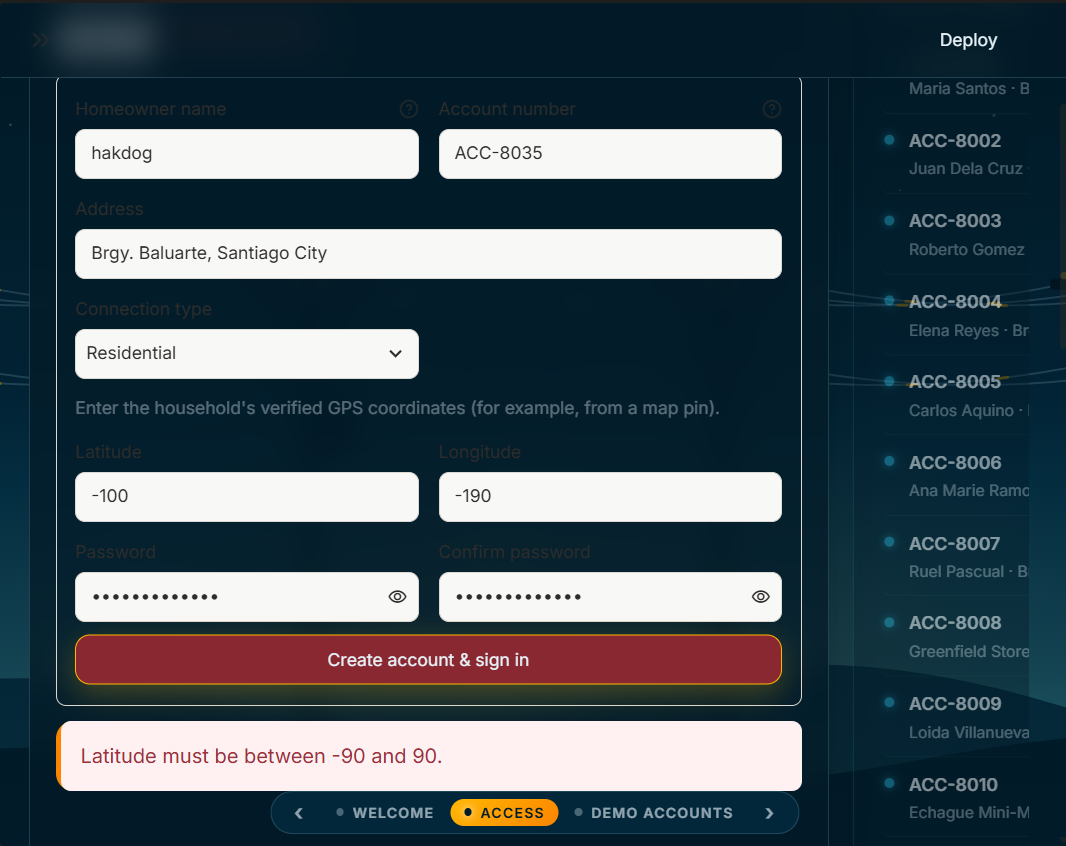 Deploy
Homeowner name
Account number
hakdog
ACC-8035
Address
Brgy. Baluarte, Santiago City
Connection type
Residential
Enter the household's verified GPS coordinates (for example, from a map pin).
Latitude
Longitude
-100
-190
Password
Confirm password
•••••••••••••
•••••••••••••
Create account & sign in
Latitude must be between -90 and 90.
‹ • WELCOME • ACCESS • DEMO ACCOUNTS ›
Maria Santos · B
ACC-8002
Juan Dela Cruz
ACC-8003
Roberto Gomez
ACC-8004
Elena Reyes · Br
ACC-8005
Carlos Aquino ·
ACC-8006
Ana Marie Ramo
ACC-8007
Ruel Pascual · B
ACC-8008
Greenfield Store
ACC-8009
Loida Villanueva
ACC-8010
Echague Mini-M